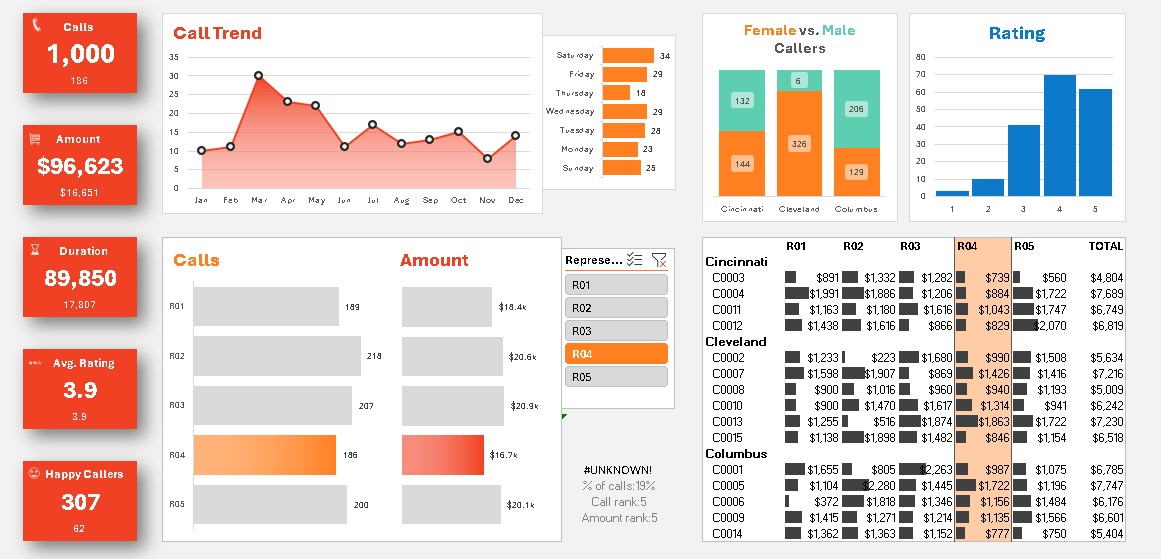 Calls
1,000
186
Amount
$96,623
$16,651
Duration
89,850
17,807
Avg. Rating
3.9
3.9
Happy Callers
307
62
Call Trend
35
30
25
20
15
10
5
0
Jan Feb Mar Apr May Jun Jul Aug Sep Oct Nov Dec
Saturday 34
Friday 29
Thursday 18
Wednesday 29
Tuesday 28
Monday 23
Sunday 25
Female vs. Male
Callers
132 6 206
144 326 129
Cincinnati Cleveland Columbus
Rating
80
70
60
50
40
30
20
10
0
1 2 3 4 5
Calls Amount
R01 189 $18.4k
R02 218 $20.6k
R03 207 $20.9k
R04 186 $16.7k
R05 200 $20.1k
Represe...
R01
R02
R03
R04
R05
#UNKNOWN!
% of calls:19%
Call rank:5
Amount rank:5
R01 R02 R03 R04 R05 TOTAL
Cincinnati
C0003 $891 $1,332 $1,282 $739 $560 $4,804
C0004 $1,991 $1,886 $1,206 $884 $1,722 $7,689
C0011 $1,163 $1,180 $1,616 $1,043 $1,747 $6,749
C0012 $1,438 $1,616 $866 $829 $2,070 $6,819
Cleveland
C0002 $1,233 $223 $1,680 $990 $1,508 $5,634
C0007 $1,598 $1,907 $869 $1,426 $1,416 $7,216
C0008 $900 $1,016 $960 $940 $1,193 $5,009
C0010 $900 $1,470 $1,617 $1,314 $941 $6,242
C0013 $1,255 $516 $1,874 $1,863 $1,722 $7,230
C0015 $1,138 $1,898 $1,482 $846 $1,154 $6,518
Columbus
C0001 $1,655 $805 $2,263 $987 $1,075 $6,785
C0005 $1,104 $2,280 $1,445 $1,722 $1,196 $7,747
C0006 $372 $1,818 $1,346 $1,156 $1,484 $6,176
C0009 $1,415 $1,271 $1,214 $1,135 $1,566 $6,601
C0014 $1,362 $1,363 $1,152 $777 $750 $5,404